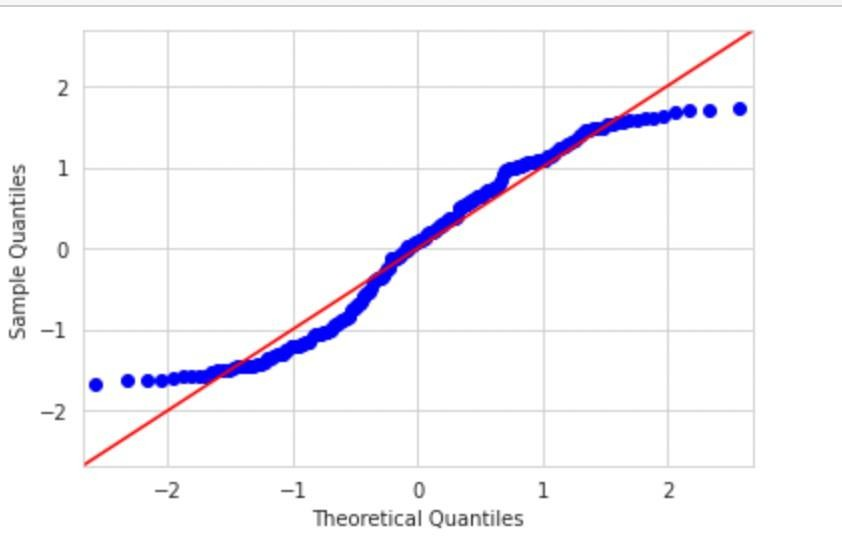 2
1
0
−1
−2
Sample Quantiles
−2 −1 0 1 2
Theoretical Quantiles